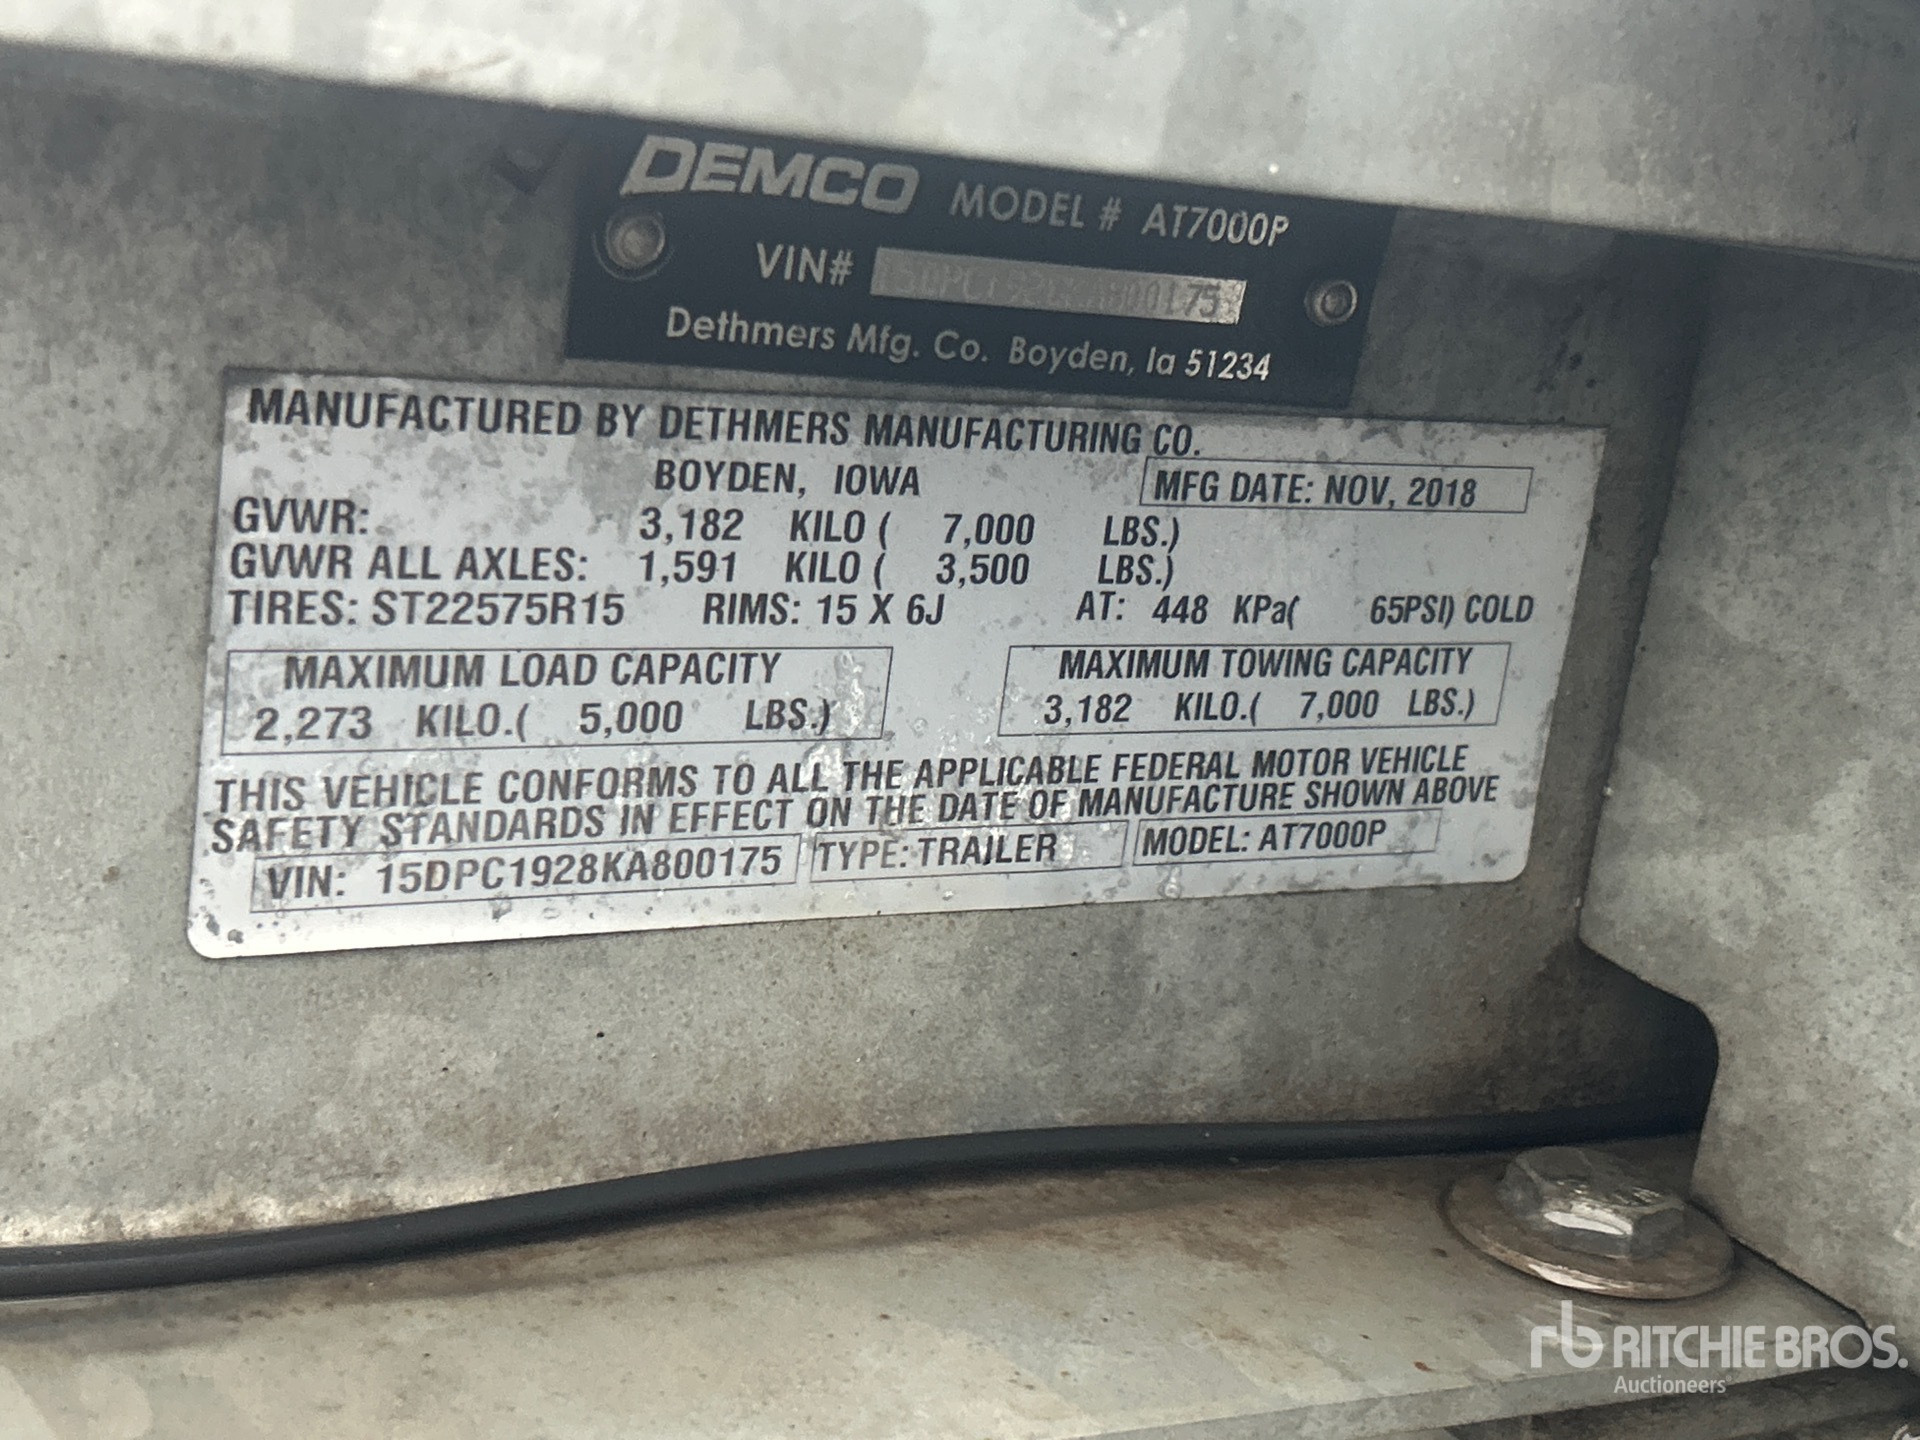 DEMCO MODEL # AT7000P
VIN#
Dethmers Mfg. Co. Boyden, Ia 51234
MANUFACTURED BY DETHMERS MANUFACTURING CO.
BOYDEN, IOWA MFG DATE: NOV, 2018
GVWR: 3,182 KILO ( 7,000 LBS.)
GVWR ALL AXLES: 1,591 KILO ( 3,500 LBS.)
TIRES: ST22575R15 RIMS: 15 X 6J AT: 448 KPa( 65PSI) COLD
MAXIMUM LOAD CAPACITY MAXIMUM TOWING CAPACITY
2,273 KILO.( 5,000 LBS.) 3,182 KILO.( 7,000 LBS.)
THIS VEHICLE CONFORMS TO ALL THE APPLICABLE FEDERAL MOTOR VEHICLE
SAFETY STANDARDS IN EFFECT ON THE DATE OF MANUFACTURE SHOWN ABOVE
VIN: 15DPC1928KA800175 TYPE: TRAILER MODEL: AT7000P
rb RITCHIE BROS.
Auctioneers